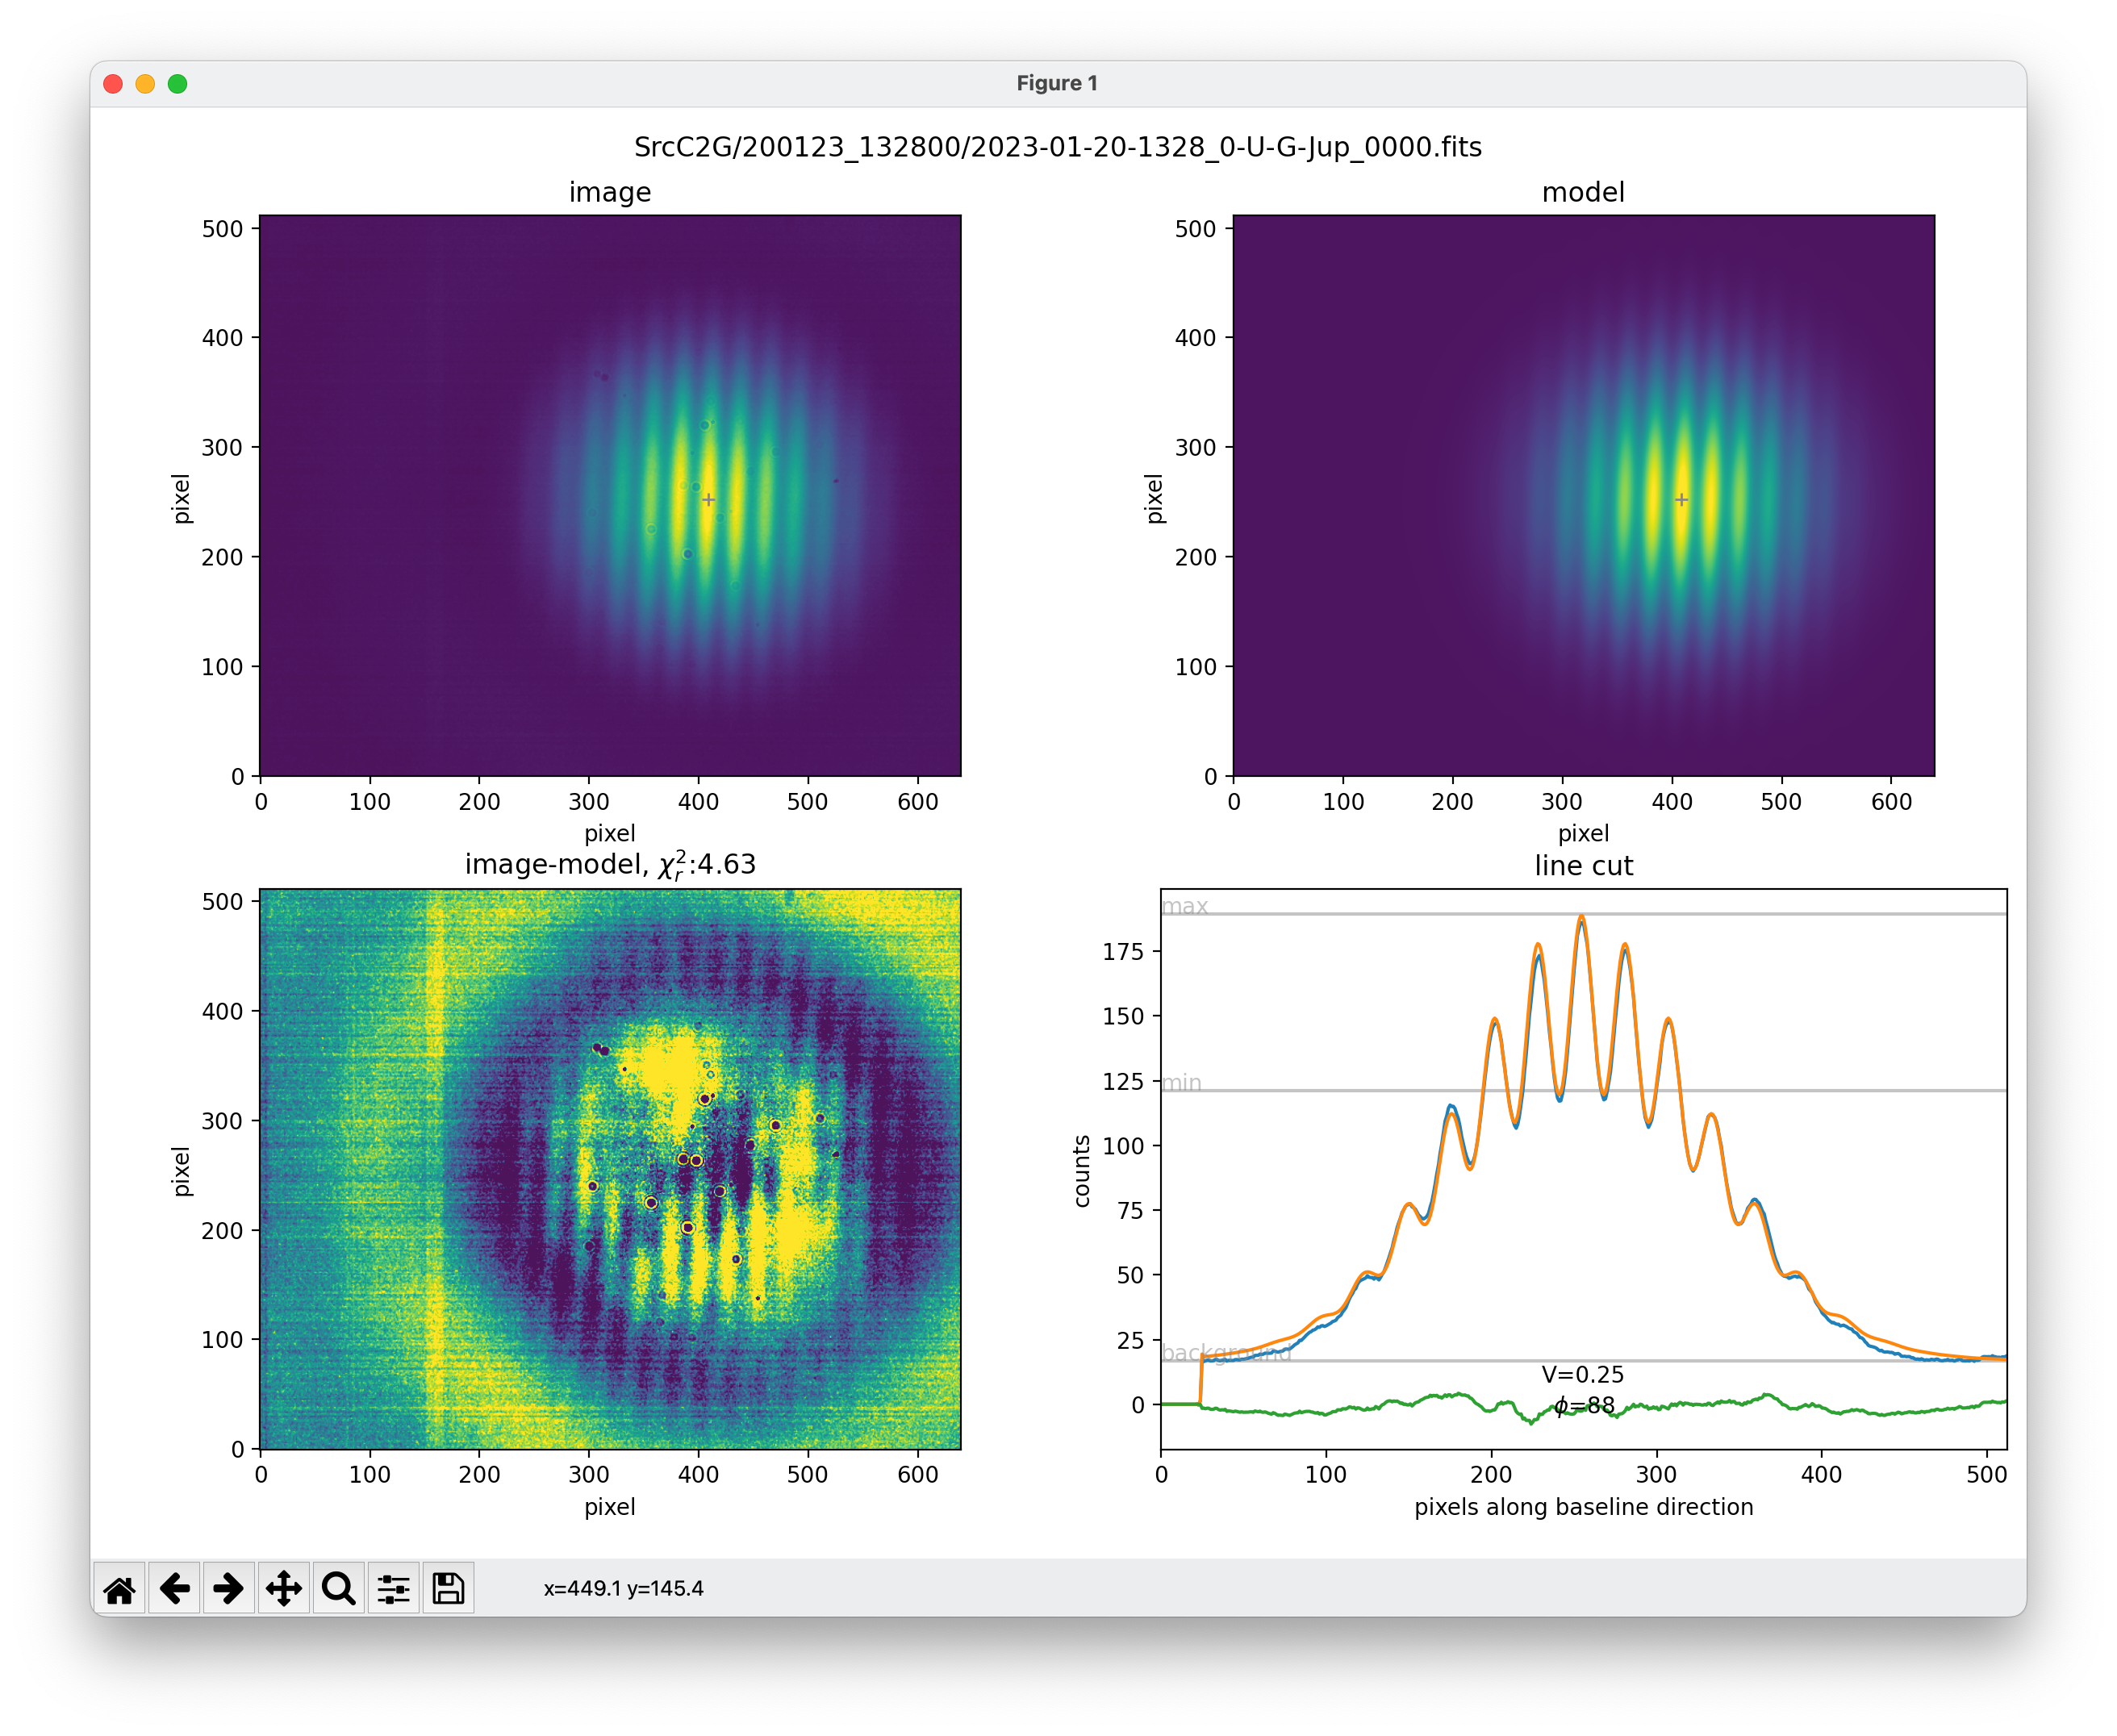 Figure 1
SrcC2G/200123_132800/2023-01-20-1328_0-U-G-Jup_0000.fits
image
500
400
300
200
100
0
pixel
0 100 200 300 400 500 600
pixel
model
500
400
300
200
100
0
pixel
0 100 200 300 400 500 600
pixel
image-model, χ²ᵣ:4.63
500
400
300
200
100
0
pixel
0 100 200 300 400 500 600
pixel
line cut
max
min
background
175
150
125
100
75
50
25
0
counts
V=0.25
ϕ=88
0 100 200 300 400 500
pixels along baseline direction
x=449.1 y=145.4